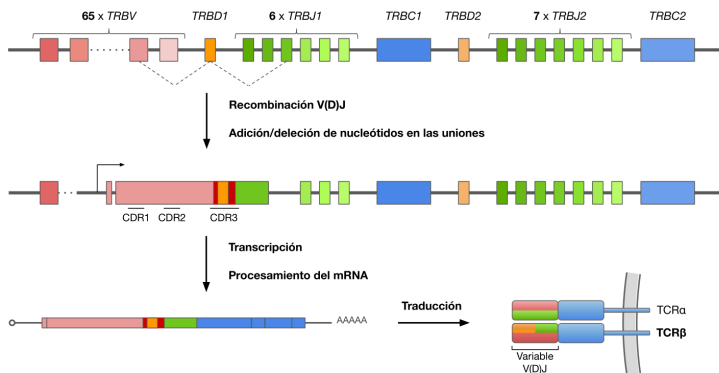 65 x TRBV TRBD1 6 x TRBJ1 TRBC1 TRBD2 7 x TRBJ2 TRBC2
Recombinación V(D)J
Adición/deleción de nucleótidos en las uniones
CDR1 CDR2 CDR3
Transcripción
Procesamiento del mRNA
AAAAA
Traducción
TCRα
TCRβ
Variable
V(D)J